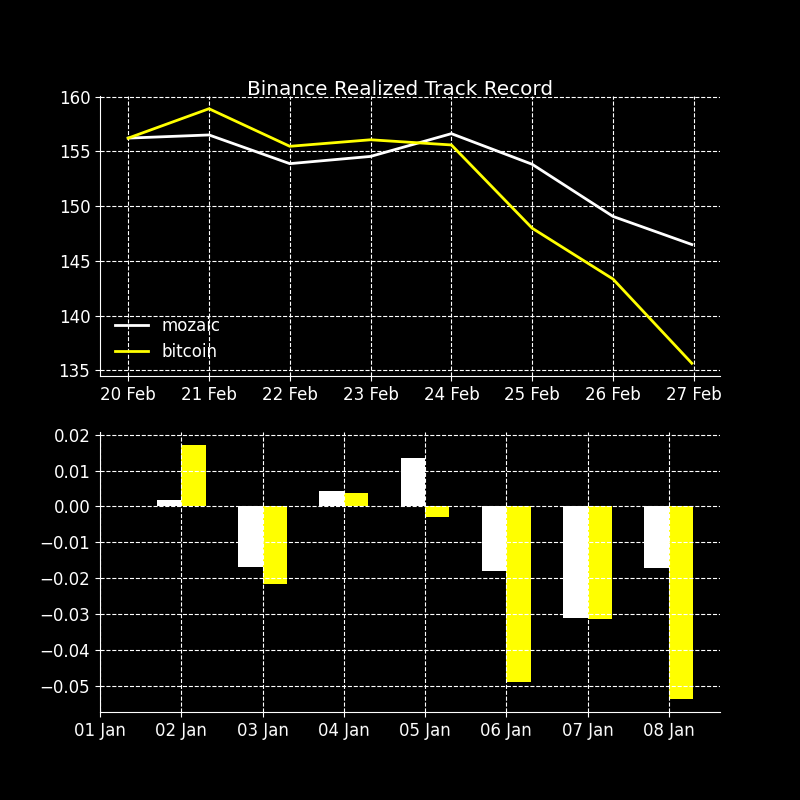 Binance Realized Track Record
160
155
150
145
140
135
mozaic
bitcoin
20 Feb 21 Feb 22 Feb 23 Feb 24 Feb 25 Feb 26 Feb 27 Feb
0.02
0.01
0.00
−0.01
−0.02
−0.03
−0.04
−0.05
01 Jan 02 Jan 03 Jan 04 Jan 05 Jan 06 Jan 07 Jan 08 Jan